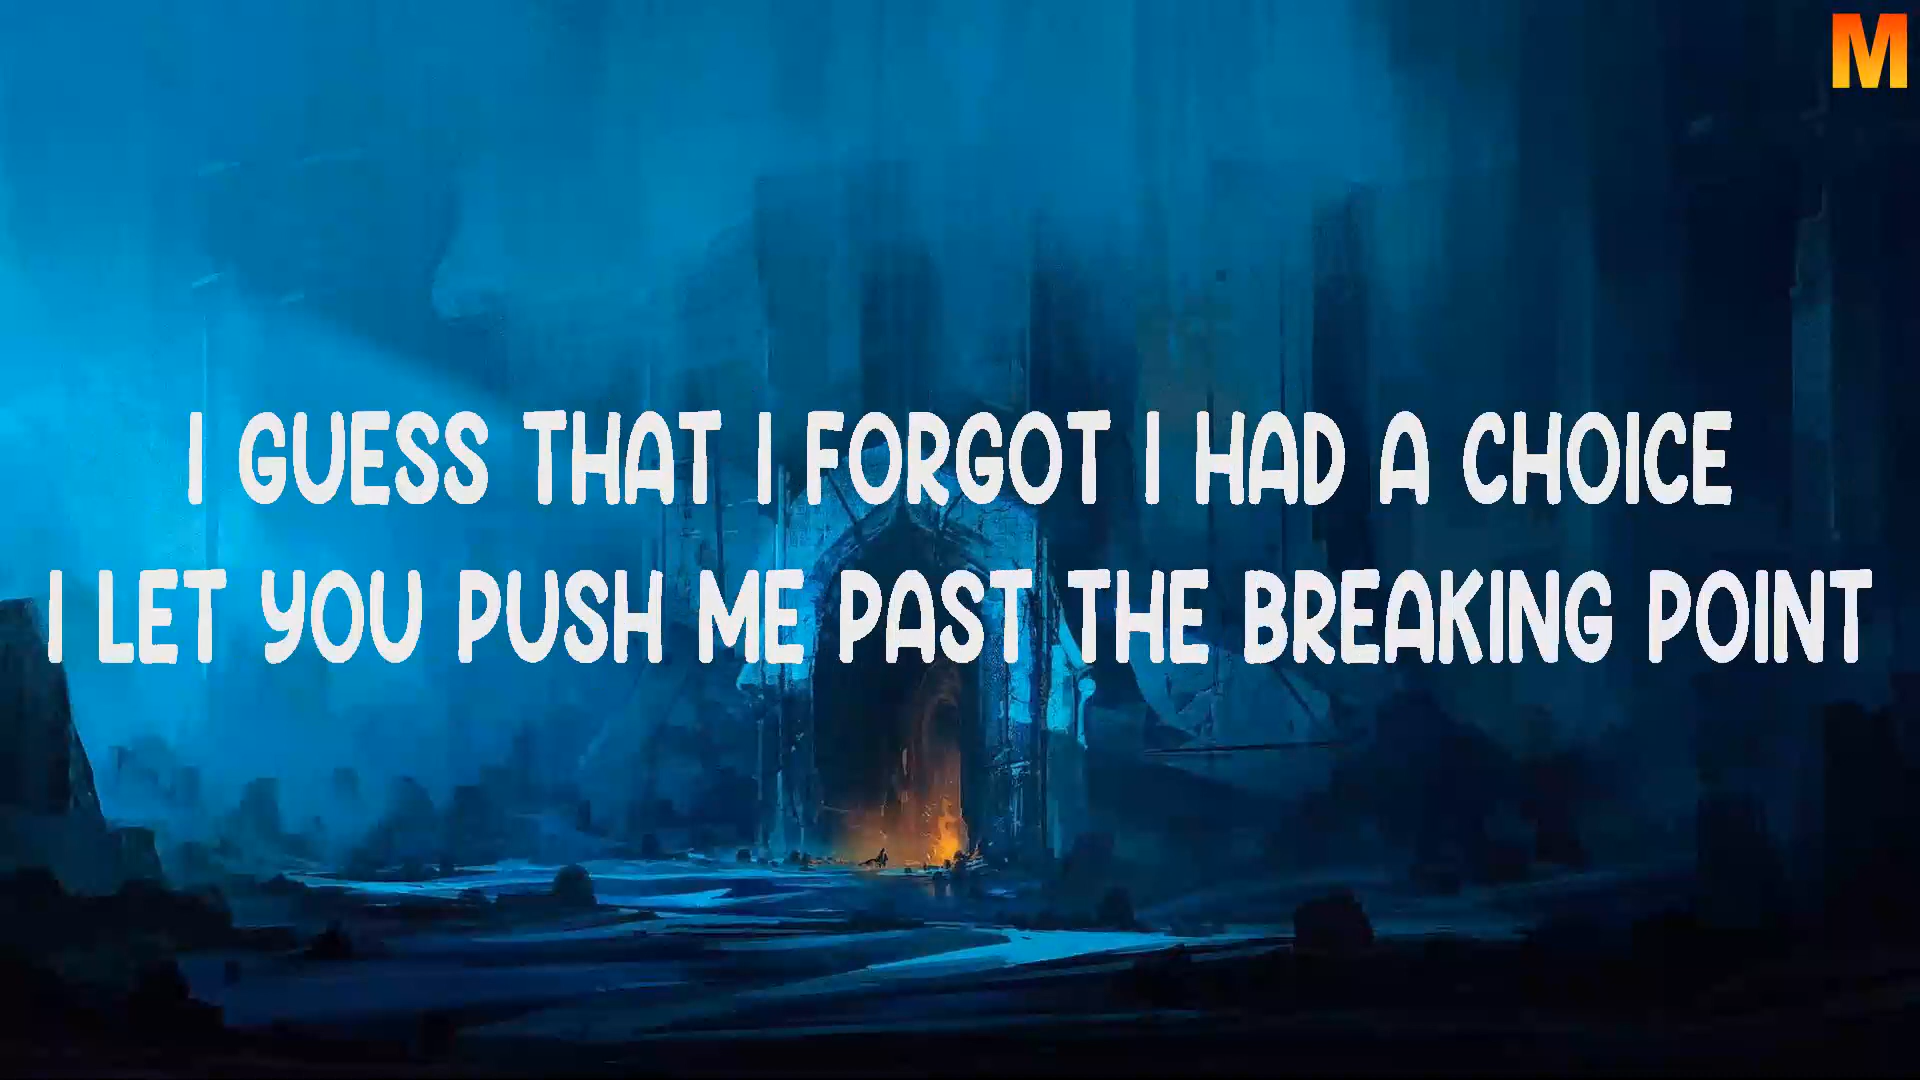 M
I GUESS THAT I FORGOT I HAD A CHOICE
I LET YOU PUSH ME PAST THE BREAKING POINT